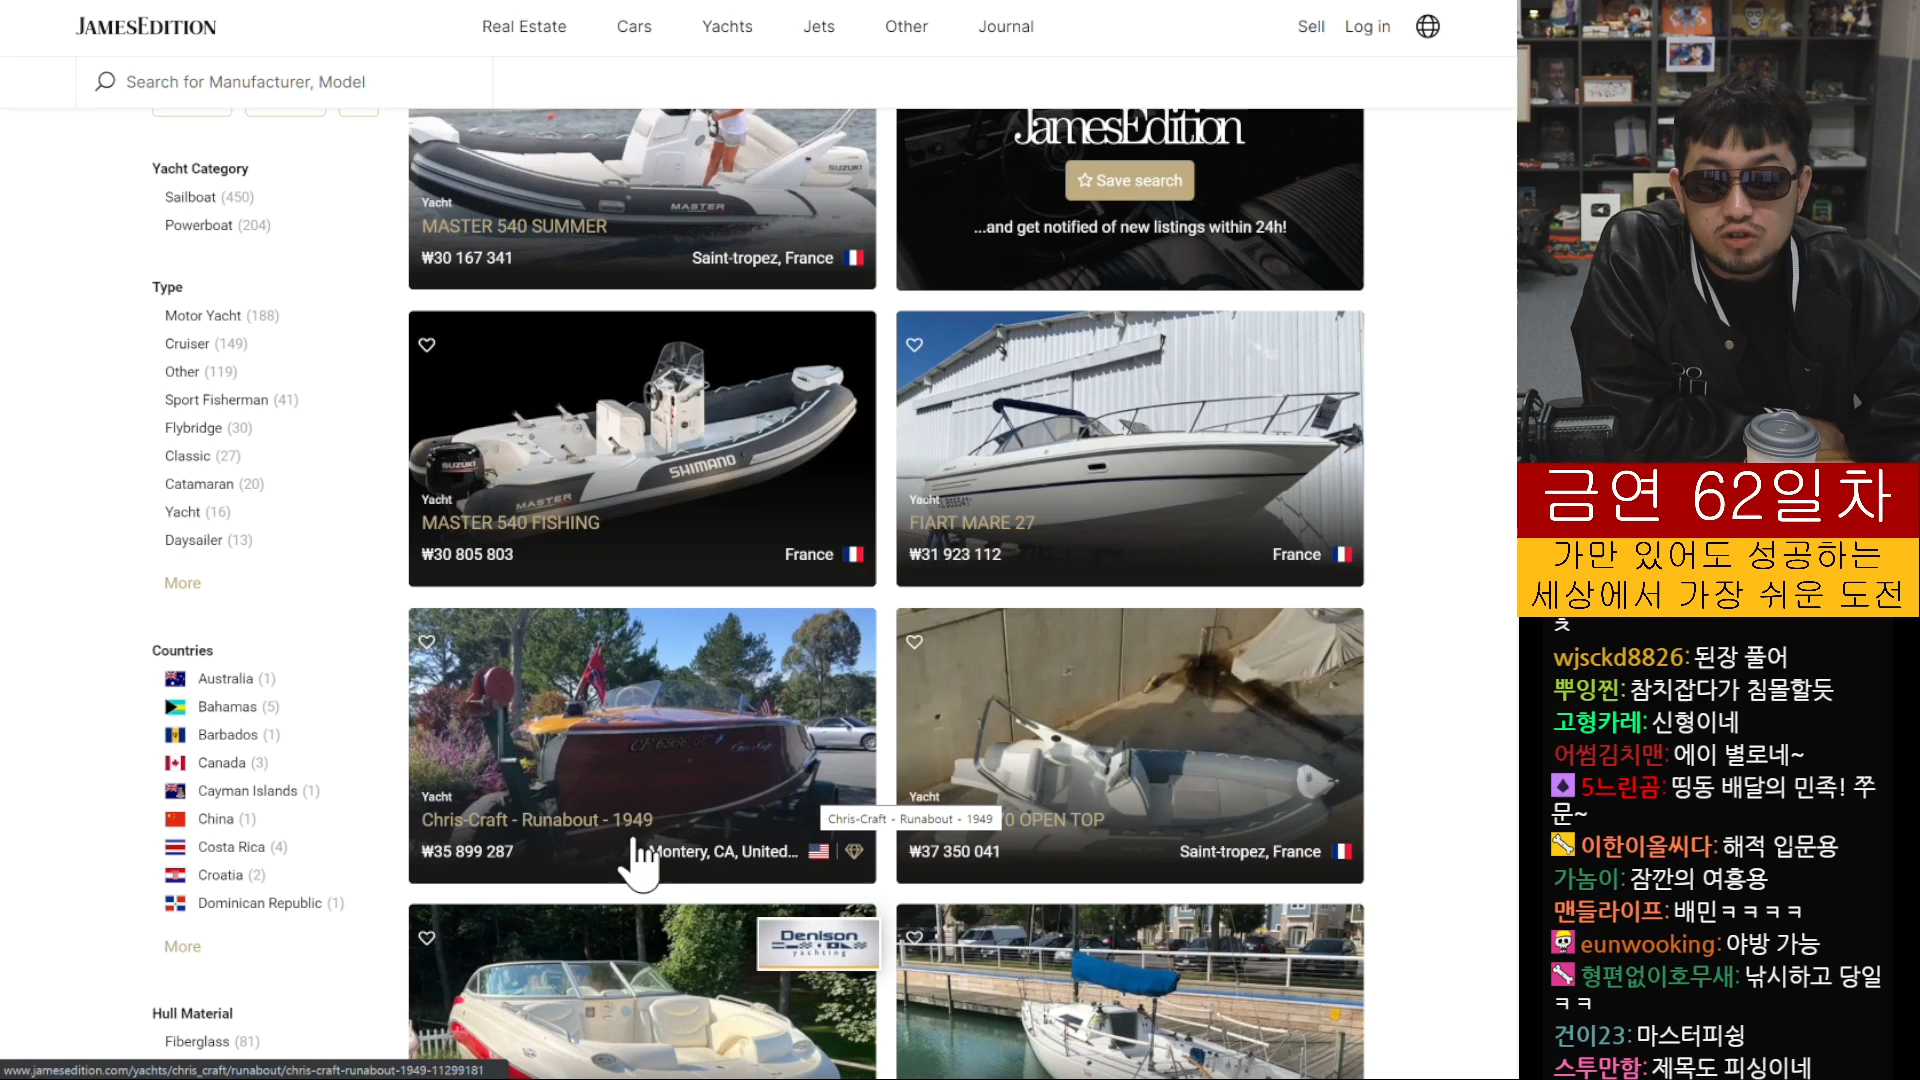 JAMESEDITION
Real Estate
Cars
Yachts
Jets
Other
Journal
Sell
Log in
Search for Manufacturer, Model
Yacht Category
Sailboat (450)
Powerboat (204)
Type
Motor Yacht (188)
Cruiser (149)
Other (119)
Sport Fisherman (41)
Flybridge (30)
Classic (27)
Catamaran (20)
Yacht (16)
Daysailer (13)
More
Countries
Australia (1)
Bahamas (5)
Barbados (1)
Canada (3)
Cayman Islands (1)
China (1)
Costa Rica (4)
Croatia (2)
Dominican Republic (1)
More
Hull Material
Fiberglass (81)
SUZUKI
MASTER
Yacht
MASTER 540 SUMMER
₩30 167 341
Saint-tropez, France
JamesEdition
Save search
...and get notified of new listings within 24h!
SUZUKI
SHIMANO
MASTER
Yacht
MASTER 540 FISHING
₩30 805 803
France
Yacht
FIART MARE 27
₩31 923 112
France
Yacht
Chris-Craft - Runabout - 1949
₩35 899 287
Montery, CA, United...
Chris-Craft - Runabout - 1949
Yacht
0 OPEN TOP
₩37 350 041
Saint-tropez, France
Denison
yachting
www.jamesedition.com/yachts/chris_craft/runabout/chris-craft-runabout-1949-11299181
금연 62일차
가만 있어도 성공하는
세상에서 가장 쉬운 도전
wjsckd8826: 된장 풀어
뿌잉찐: 참치잡다가 침몰할듯
고형카레: 신형이네
어썸김치맨: 에이 별로네~
5느린곰: 띵동 배달의 민족! 쭈
문~
이한이올씨다: 해적 입문용
가놈이: 잠깐의 여흥용
맨들라이프: 배민ㅋㅋㅋㅋ
eunwooking: 야방 가능
형편없이호무새: 낚시하고 당일
ㅋㅋ
건이23: 마스터피슁
스투만함: 제목도 피싱이네